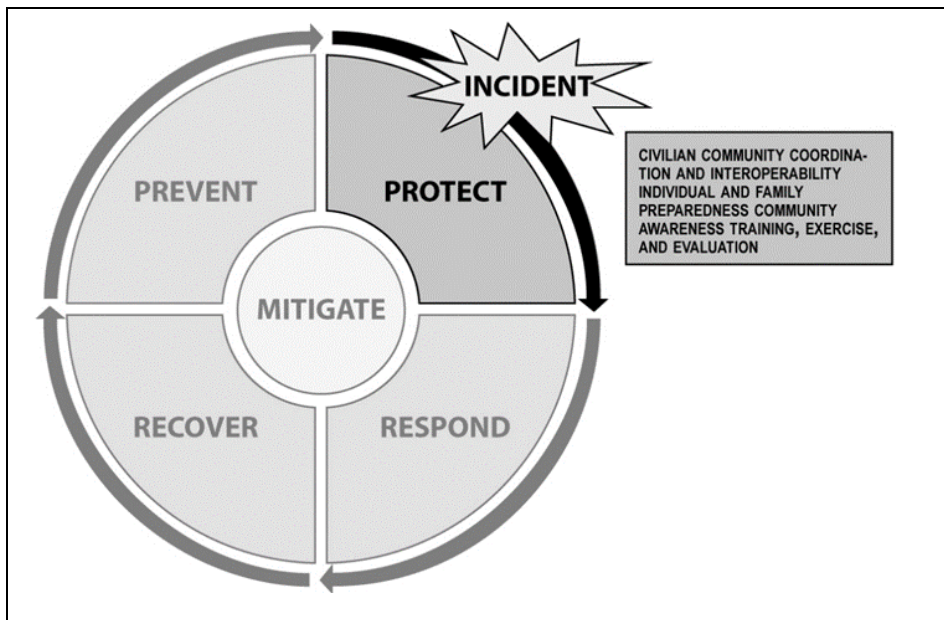 INCIDENT
PREVENT
PROTECT
CIVILIAN COMMUNITY COORDINA-
TION AND INTEROPERABILITY
INDIVIDUAL AND FAMILY
PREPAREDNESS COMMUNITY
AWARENESS TRAINING, EXERCISE,
AND EVALUATION
MITIGATE
RECOVER
RESPOND